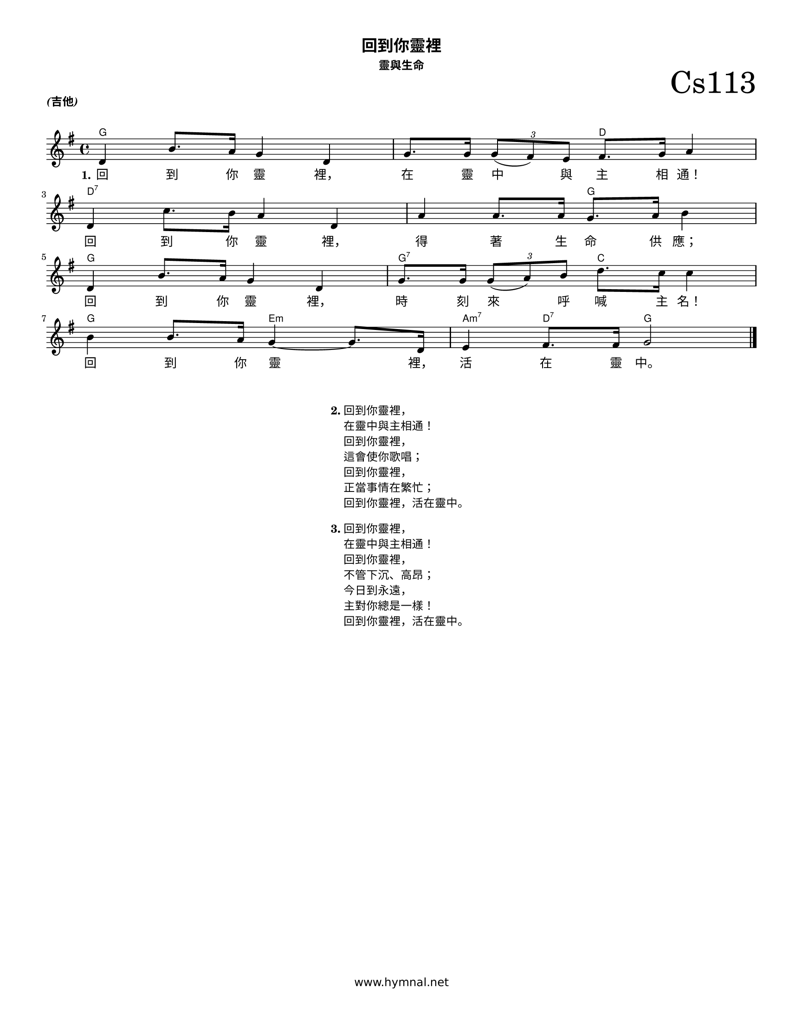 回到你靈裡
靈與生命
Cs113
(吉他)
G D
3
1. 回 到 你 靈 裡， 在 靈 中 與 主 相 通！
3 D7 G
回 到 你 靈 裡， 得 著 生 命 供 應；
5 G G7 3 C
回 到 你 靈 裡， 時 刻 來 呼 喊 主 名！
7 G Em Am7 D7 G
回 到 你 靈 裡， 活 在 靈 中。
2. 回到你靈裡，
在靈中與主相通！
回到你靈裡，
這會使你歌唱；
回到你靈裡，
正當事情在繁忙；
回到你靈裡，活在靈中。
3. 回到你靈裡，
在靈中與主相通！
回到你靈裡，
不管下沉、高昂；
今日到永遠，
主對你總是一樣！
回到你靈裡，活在靈中。
www.hymnal.net